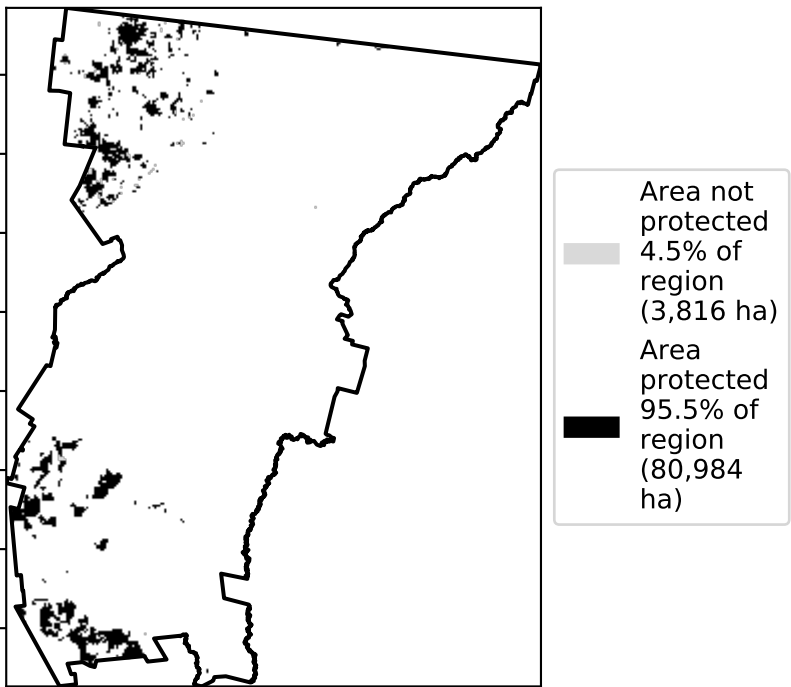 Area not
protected
4.5% of
region
(3,816 ha)
Area
protected
95.5% of
region
(80,984
ha)